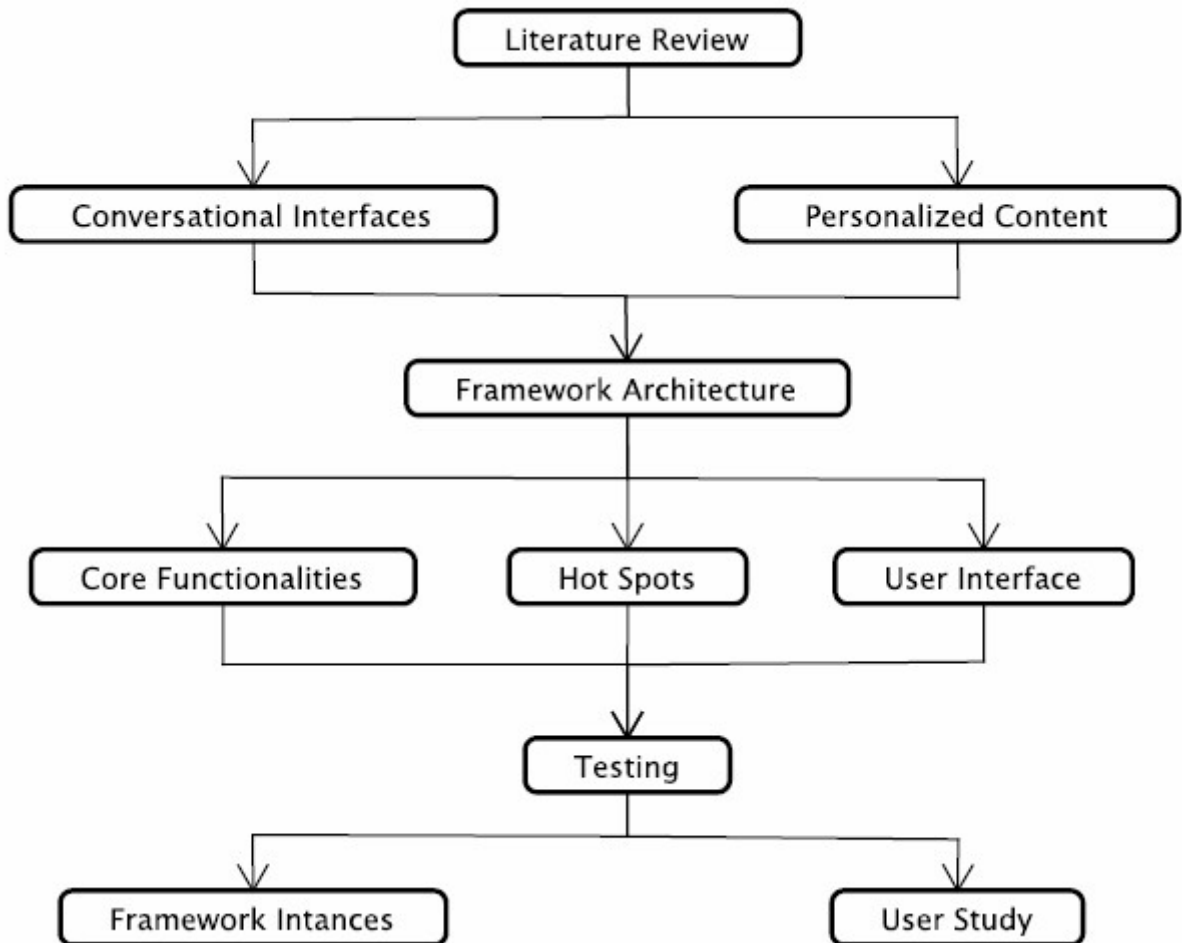 Literature Review
Conversational Interfaces
Personalized Content
Framework Architecture
Core Functionalities
Hot Spots
User Interface
Testing
Framework Intances
User Study